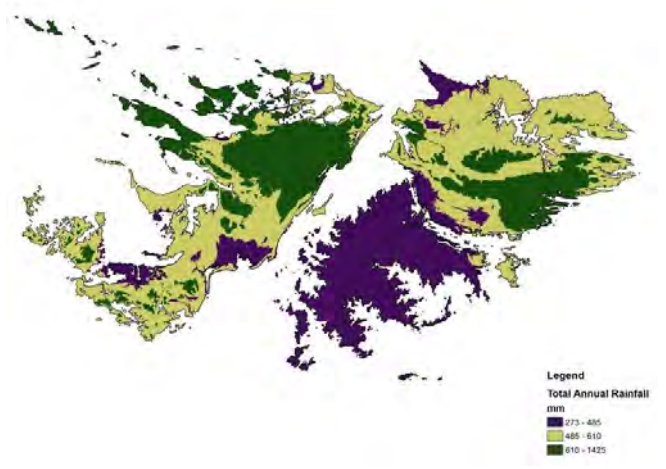 Legend
Total Annual Rainfall
mm
273 - 485
485 - 610
610 - 1425